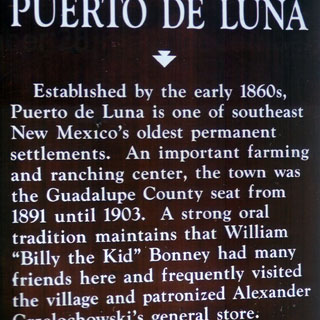 PUERTO DE LUNA
Established by the early 1860s,
Puerto de Luna is one of southeast
New Mexico's oldest permanent
settlements. An important farming
and ranching center, the town was
the Guadalupe County seat from
1891 until 1903. A strong oral
tradition maintains that William
"Billy the Kid" Bonney had many
friends here and frequently visited
the village and patronized Alexander
Grzelochowski's general store.